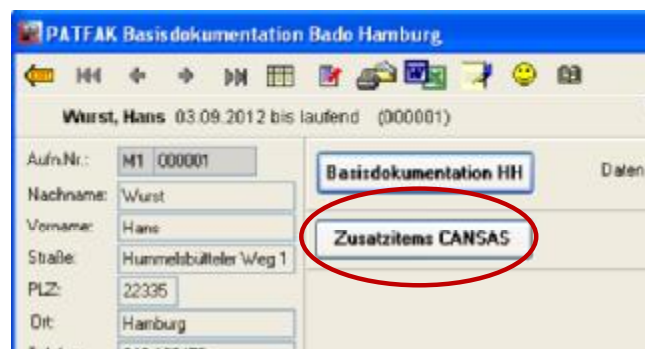 PATFAK Basisdokumentation Bado Hamburg
Wurst, Hans 03.09.2012 bis laufend (000001)
Aufn.Nr.: M1 000001
Nachname: Wurst
Vorname: Hans
Straße: Hummelsbütteler Weg 1
PLZ: 22335
Ort: Hamburg
Basisdokumentation HH
Daten
Zusatzitems CANSAS